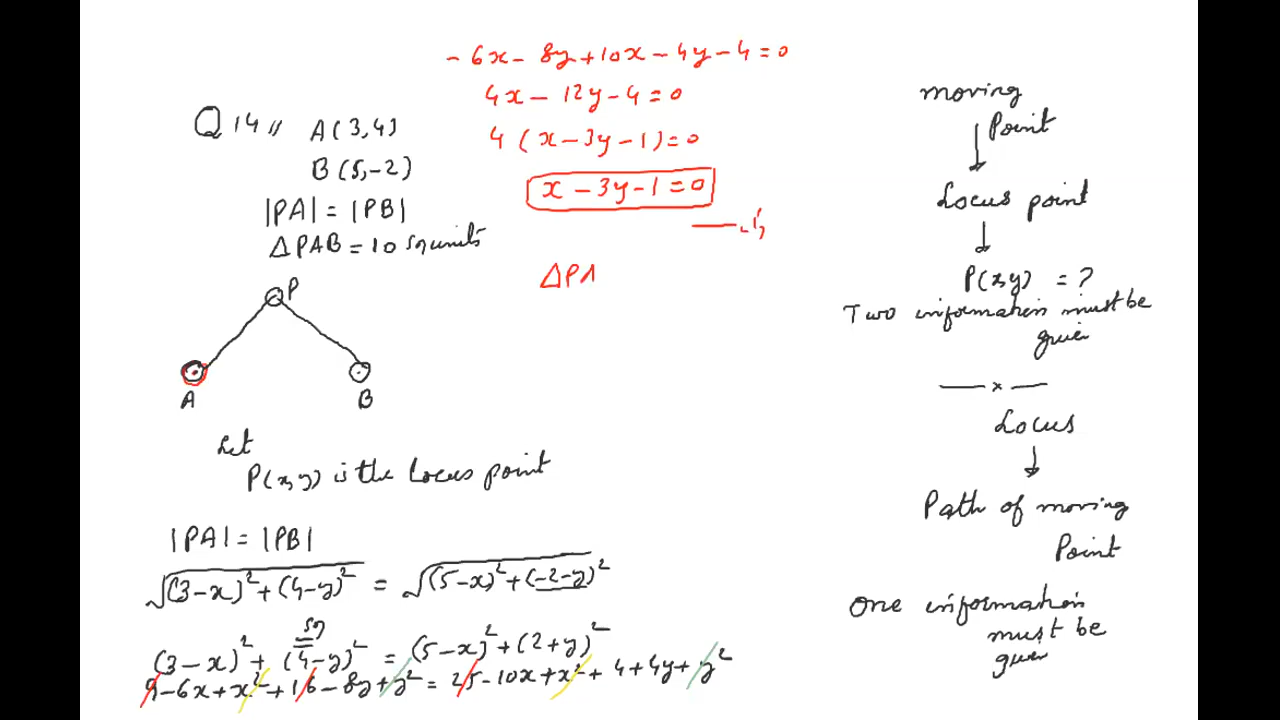 Q 14 // A(3,4)
B(5,-2)
|PA| = |PB|
ΔPAB = 10 sq units
P
A B
Let
P(x,y) is the Locus point
|PA| = |PB|
√(3-x)² + (4-y)² = √(5-x)² + (-2-y)²
sq
(3-x)² + (4-y)² = (5-x)² + (2+y)²
9-6x+x² + 16-8y+y² = 25-10x+x² + 4+4y+y²
-6x-8y+10x-4y-4=0
4x-12y-4=0
4(x-3y-1)=0
x-3y-1=0
ΔPA
moving
Point
Locus point
P(x,y) = ?
Two information must be
given
— x —
Locus
Path of moving
Point
One information
must be
given